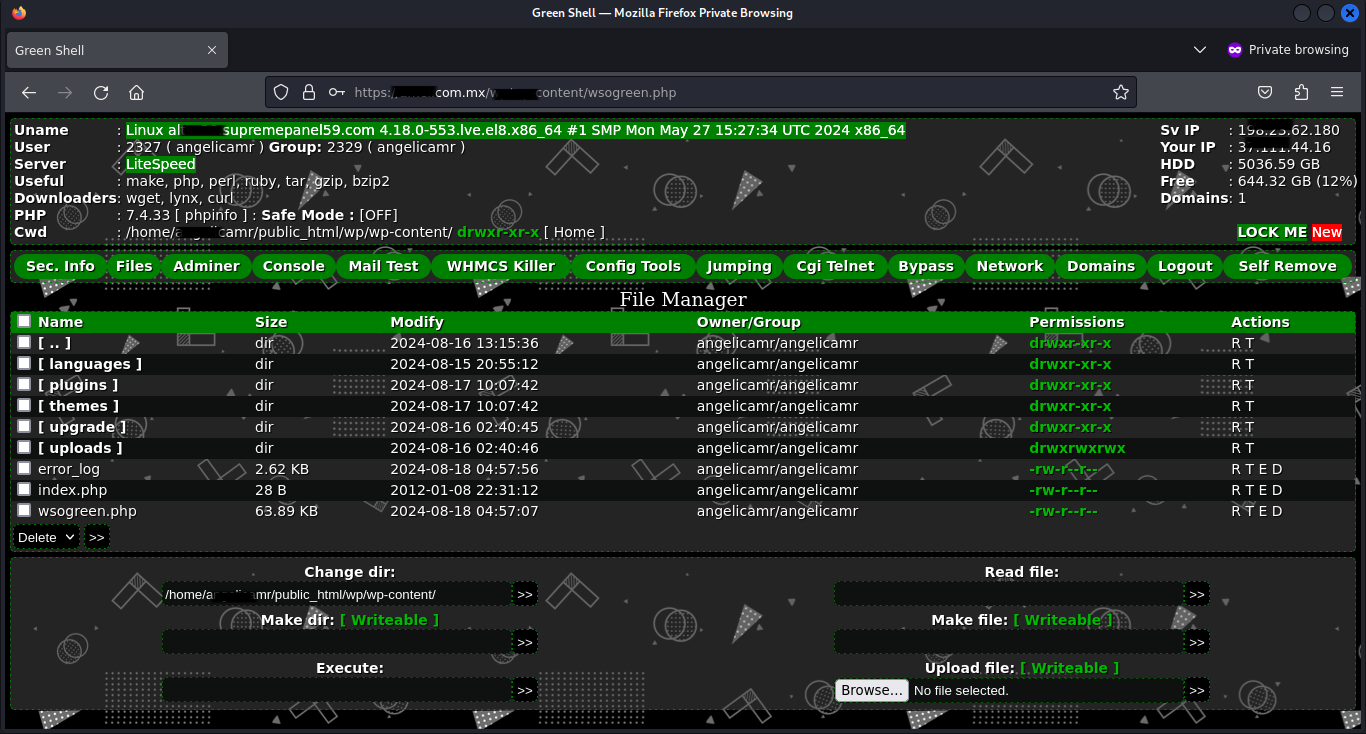 Green Shell — Mozilla Firefox Private Browsing
Green Shell
Private browsing
https: com.mx/ content/wsogreen.php
Uname : Linux al supremepanel59.com 4.18.0-553.lve.el8.x86_64 #1 SMP Mon May 27 15:27:34 UTC 2024 x86_64 Sv IP : .62.180
User : 2327 ( angelicamr ) Group: 2329 ( angelicamr ) Your IP : .44.16
Server : LiteSpeed HDD : 5036.59 GB
Useful : make, php, perl, ruby, tar, gzip, bzip2 Free : 644.32 GB (12%)
Downloaders: wget, lynx, curl Domains: 1
PHP : 7.4.33 [ phpinfo ] : Safe Mode : [OFF]
Cwd : /home/ amr/public_html/wp/wp-content/ drwxr-xr-x [ Home ] LOCK ME New
Sec. Info Files Adminer Console Mail Test WHMCS Killer Config Tools Jumping Cgi Telnet Bypass Network Domains Logout Self Remove
File Manager
Name Size Modify Owner/Group Permissions Actions
[ .. ] dir 2024-08-16 13:15:36 angelicamr/angelicamr drwxr-xr-x R T
[ languages ] dir 2024-08-15 20:55:12 angelicamr/angelicamr drwxr-xr-x R T
[ plugins ] dir 2024-08-17 10:07:42 angelicamr/angelicamr drwxr-xr-x R T
[ themes ] dir 2024-08-17 10:07:42 angelicamr/angelicamr drwxr-xr-x R T
[ upgrade ] dir 2024-08-16 02:40:45 angelicamr/angelicamr drwxr-xr-x R T
[ uploads ] dir 2024-08-16 02:40:46 angelicamr/angelicamr drwxrwxrwx R T
error_log 2.62 KB 2024-08-18 04:57:56 angelicamr/angelicamr -rw-r--r-- R T E D
index.php 28 B 2012-01-08 22:31:12 angelicamr/angelicamr -rw-r--r-- R T E D
wsogreen.php 63.89 KB 2024-08-18 04:57:07 angelicamr/angelicamr -rw-r--r-- R T E D
Delete >>
Change dir: Read file:
/home/ mr/public_html/wp/wp-content/ >> >>
Make dir: [ Writeable ] Make file: [ Writeable ]
>> >>
Execute: Upload file: [ Writeable ]
>> Browse... No file selected. >>